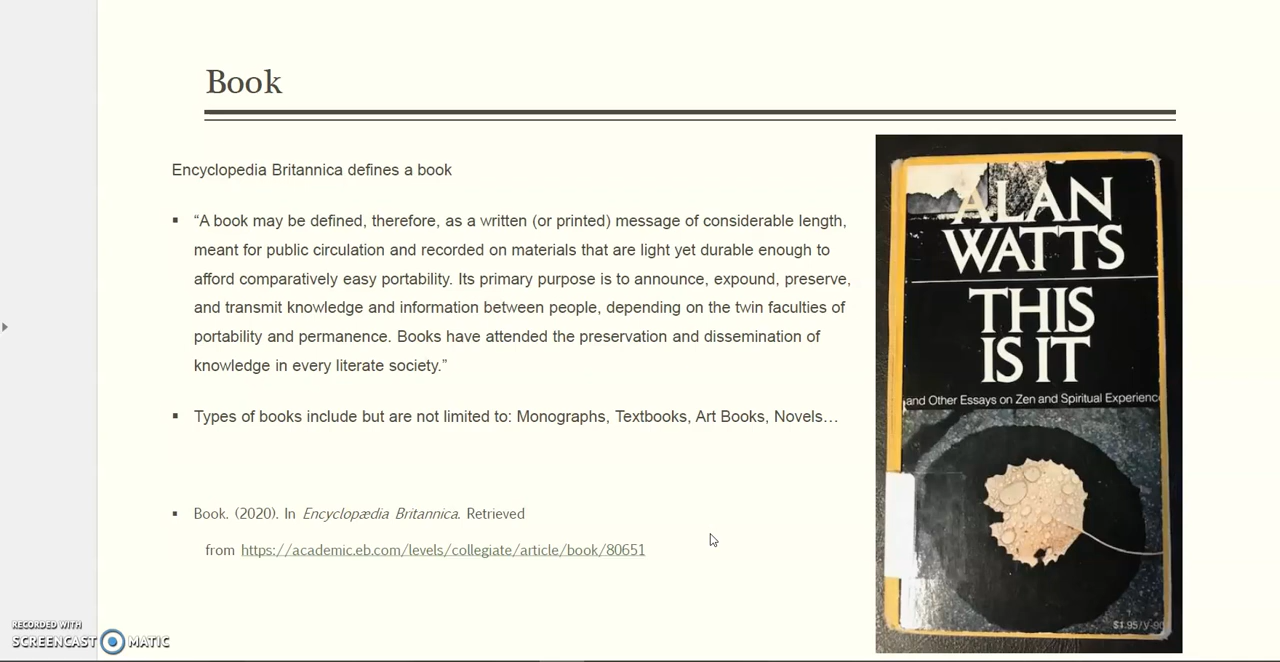 Book
Encyclopedia Britannica defines a book
▪ “A book may be defined, therefore, as a written (or printed) message of considerable length,
meant for public circulation and recorded on materials that are light yet durable enough to
afford comparatively easy portability. Its primary purpose is to announce, expound, preserve,
and transmit knowledge and information between people, depending on the twin faculties of
portability and permanence. Books have attended the preservation and dissemination of
knowledge in every literate society.”
▪ Types of books include but are not limited to: Monographs, Textbooks, Art Books, Novels…
▪ Book. (2020). In Encyclopædia Britannica. Retrieved
from https://academic.eb.com/levels/collegiate/article/book/80651
ALAN
WATTS
THIS
IS IT
and Other Essays on Zen and Spiritual Experience
$1.95/V-90
RECORDED WITH
SCREENCAST MATIC